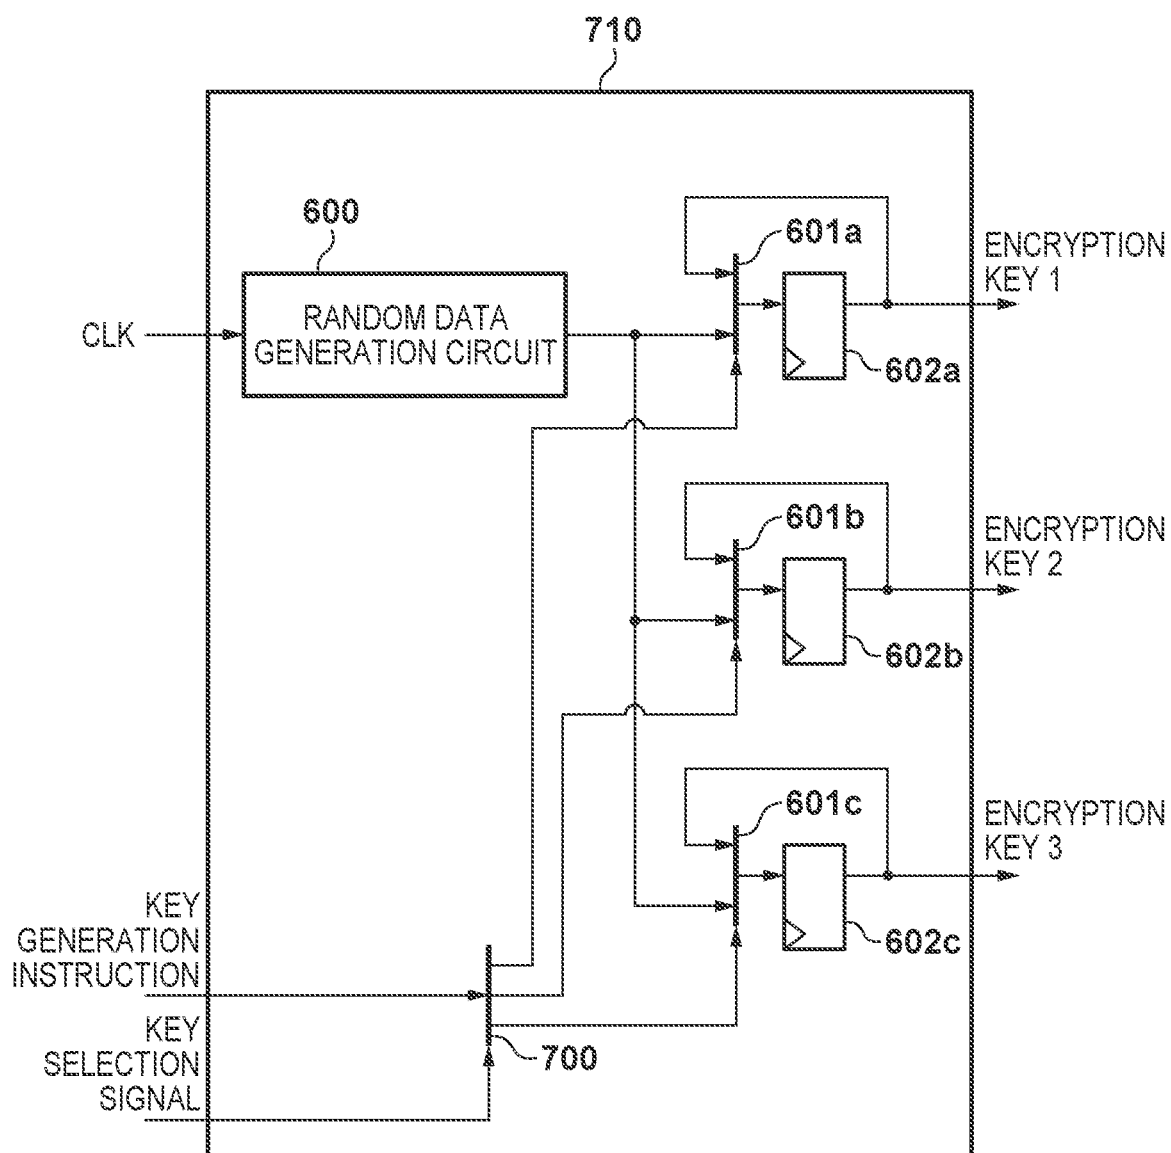 710
600
601a
ENCRYPTION
KEY 1
RANDOM DATA
GENERATION CIRCUIT
CLK
602a
601b
ENCRYPTION
KEY 2
602b
601c
ENCRYPTION
KEY 3
KEY
GENERATION
INSTRUCTION
602c
KEY
SELECTION
SIGNAL
700